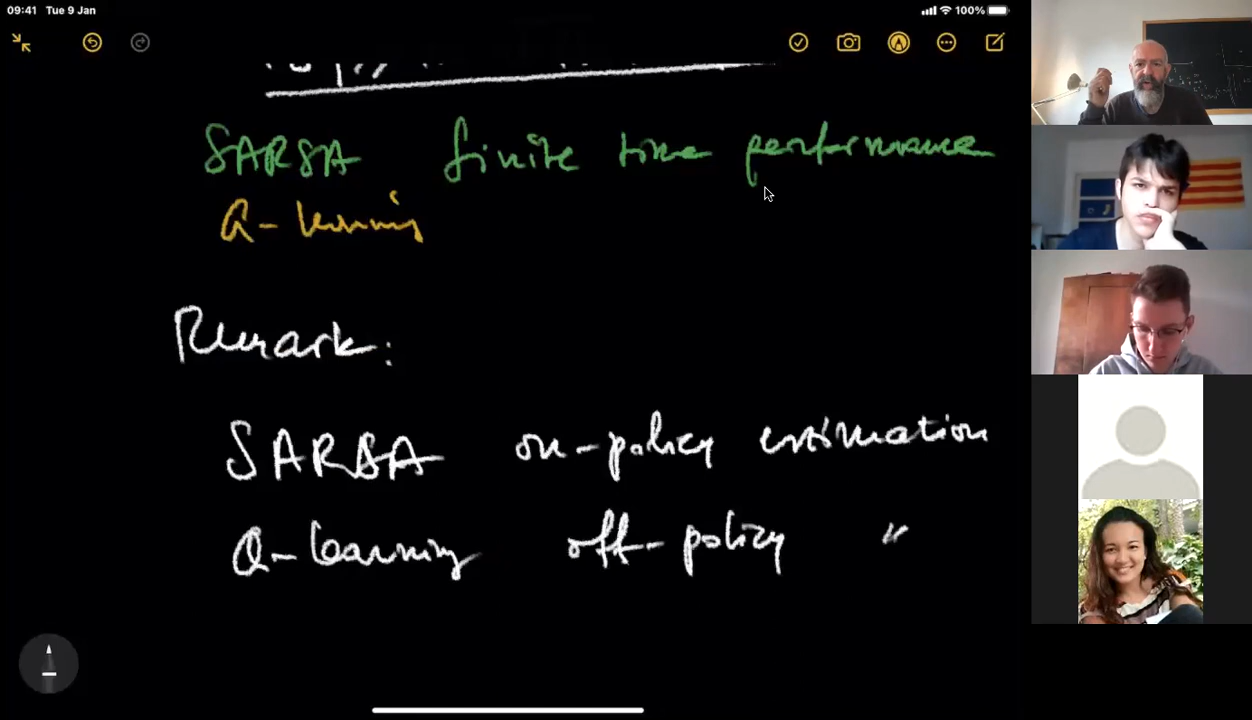 09:41 Tue 9 Jan
100%
SARSA finite time performance
Q-learning
Remark:
SARSA on-policy estimation
Q-learning off-policy "